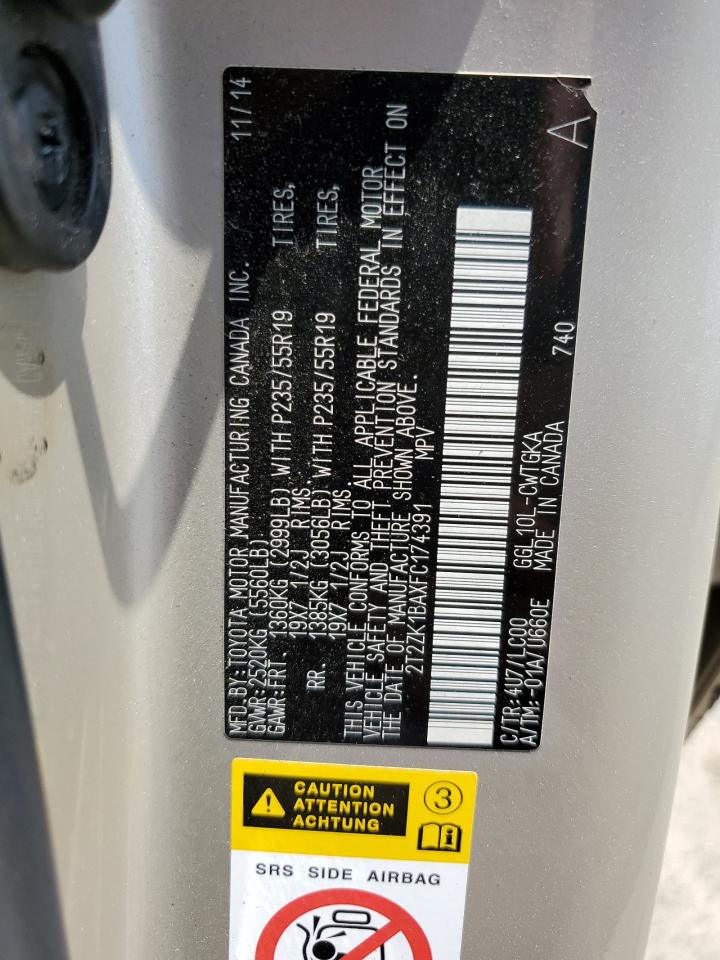 MFD.BY:TOYOTA MOTOR MANUFACTURING CANADA INC. 11/14
GVWR:2520KG (5560LB)
GAWR:FRT. 1360KG (2999LB) WITH P235/55R19 TIRES,
19X7 1/2J RIMS
RR. 1385KG (3056LB) WITH P235/55R19 TIRES,
19X7 1/2J RIMS
THIS VEHICLE CONFORMS TO ALL APPLICABLE FEDERAL MOTOR
VEHICLE SAFETY AND THEFT PREVENTION STANDARDS IN EFFECT ON
THE DATE OF MANUFACTURE SHOWN ABOVE.
2T2ZK1BAXFC174391 MPV
A
C/TR:4U7/LC00 GGL10L-CWTGKA 740
A/TM:-01A/U660E MADE IN CANADA
CAUTION
ATTENTION
ACHTUNG
3
i
SRS SIDE AIRBAG